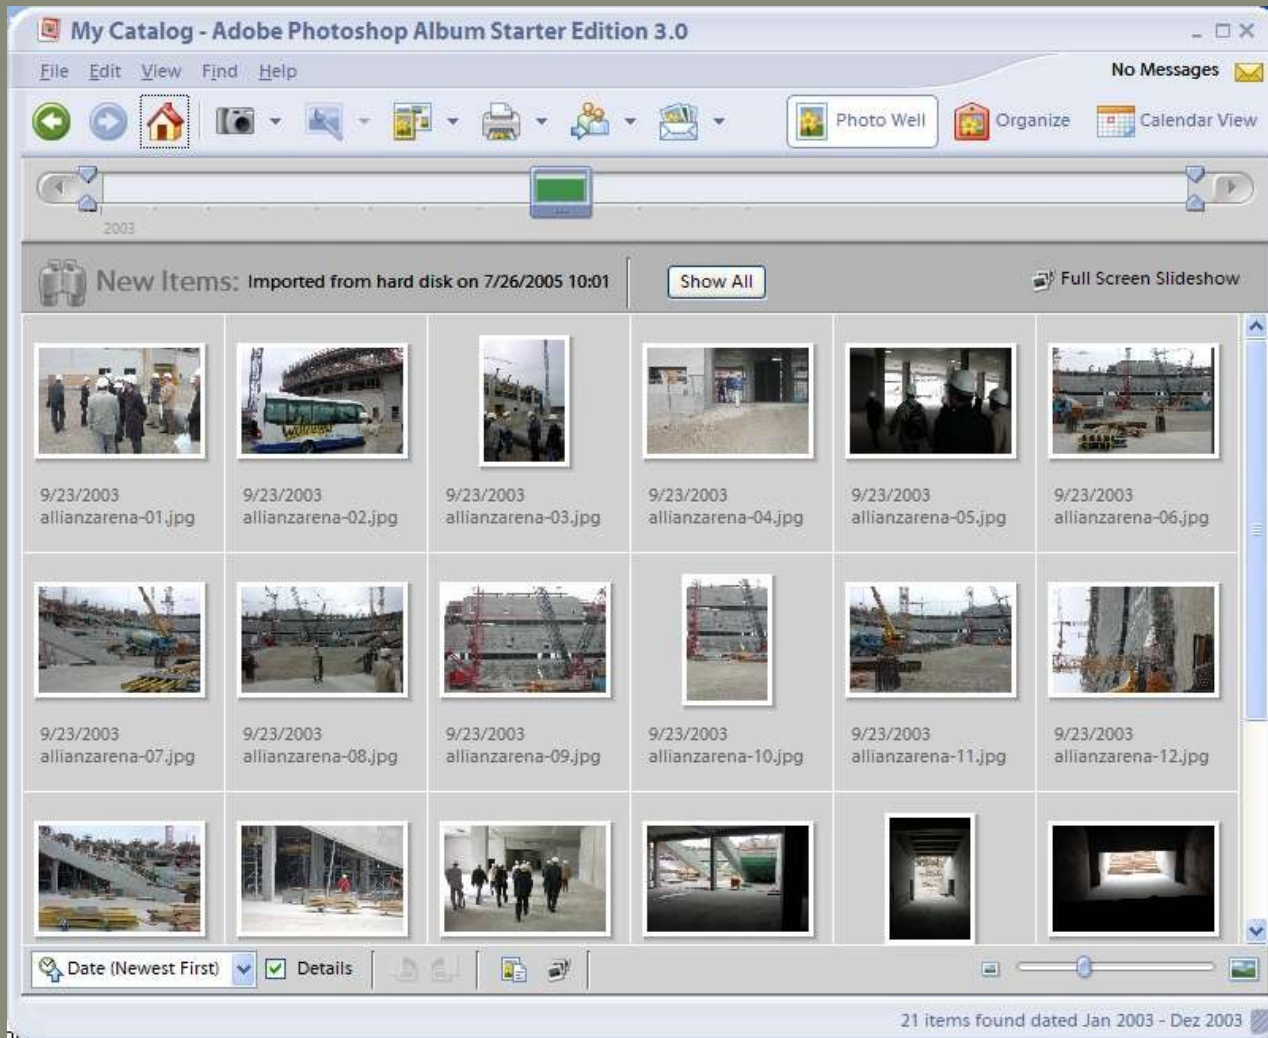 My Catalog - Adobe Photoshop Album Starter Edition 3.0
File Edit View Find Help
No Messages
Photo Well Organize Calendar View
2003
New Items: Imported from hard disk on 7/26/2005 10:01 Show All Full Screen Slideshow
9/23/2003 9/23/2003 9/23/2003 9/23/2003 9/23/2003 9/23/2003
allianzarena-01.jpg allianzarena-02.jpg allianzarena-03.jpg allianzarena-04.jpg allianzarena-05.jpg allianzarena-06.jpg
9/23/2003 9/23/2003 9/23/2003 9/23/2003 9/23/2003 9/23/2003
allianzarena-07.jpg allianzarena-08.jpg allianzarena-09.jpg allianzarena-10.jpg allianzarena-11.jpg allianzarena-12.jpg
Date (Newest First) Details
21 items found dated Jan 2003 - Dez 2003